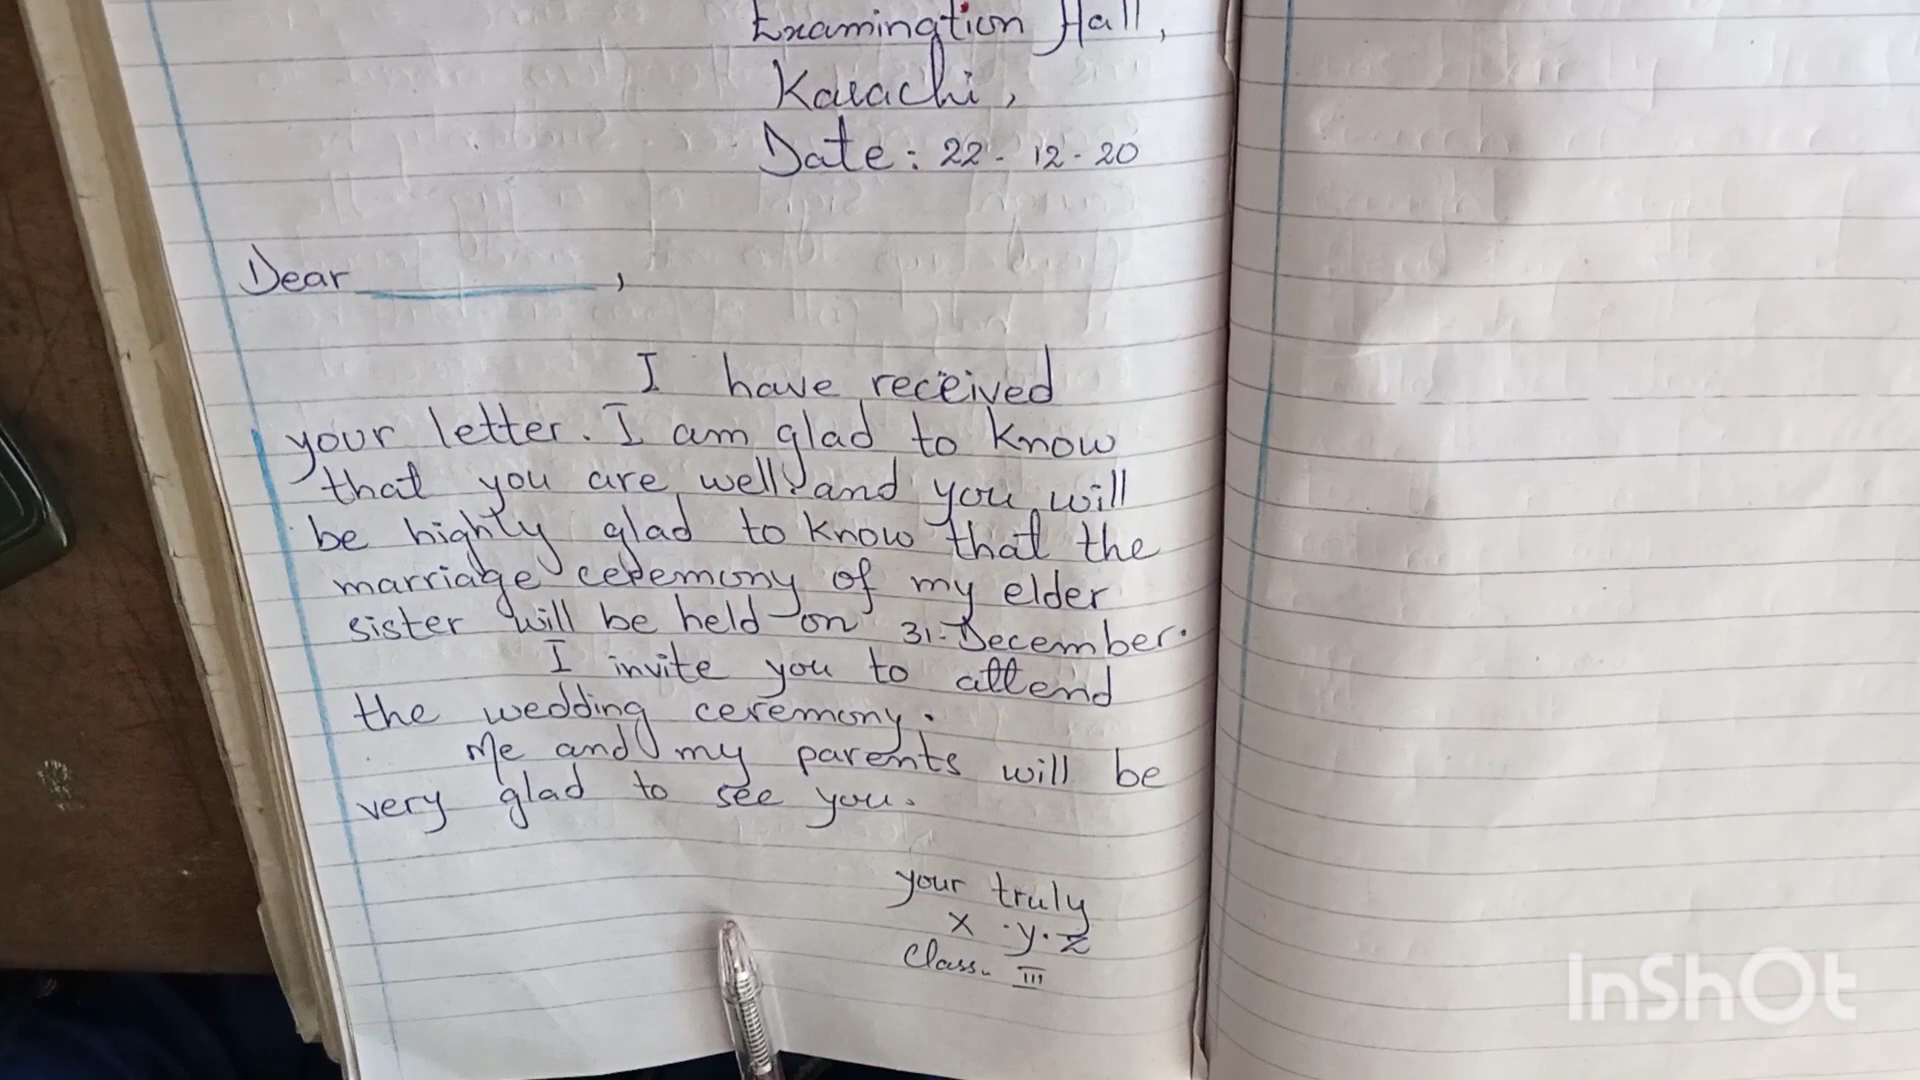 Examination Hall,
Karachi,
Date: 22-12-20
Dear ________,
I have received
your letter. I am glad to know
that you are well and you will
be highly glad to know that the
marriage ceremony of my elder
sister will be held on 31-December.
I invite you to attend
the wedding ceremony.
Me and my parents will be
very glad to see you.
your truly
X.Y.Z
Class. III
InShOt